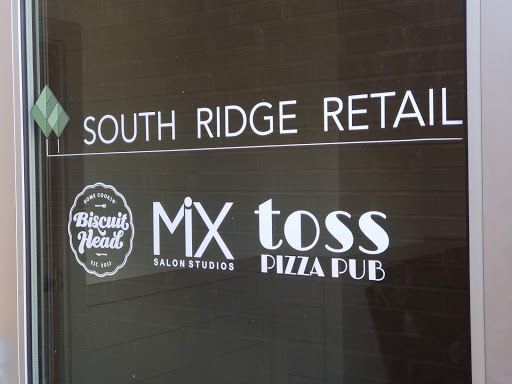 SOUTH RIDGE RETAIL
HOME COOKIN'
Biscuit
Head
EST. 2013
MiX
SALON STUDIOS
toss
PIZZA PUB